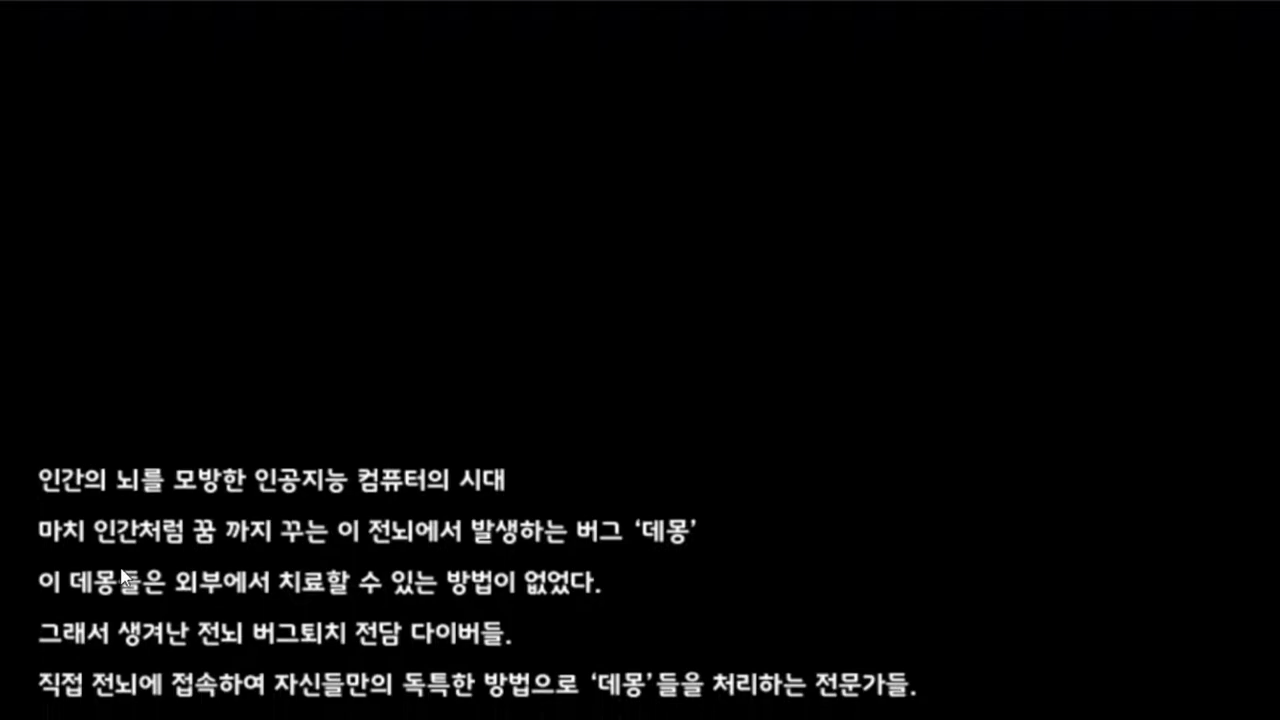 인간의 뇌를 모방한 인공지능 컴퓨터의 시대
마치 인간처럼 꿈 까지 꾸는 이 전뇌에서 발생하는 버그 ‘데몽’
이 데몽들은 외부에서 치료할 수 있는 방법이 없었다.
그래서 생겨난 전뇌 버그퇴치 전담 다이버들.
직접 전뇌에 접속하여 자신들만의 독특한 방법으로 ‘데몽’들을 처리하는 전문가들.